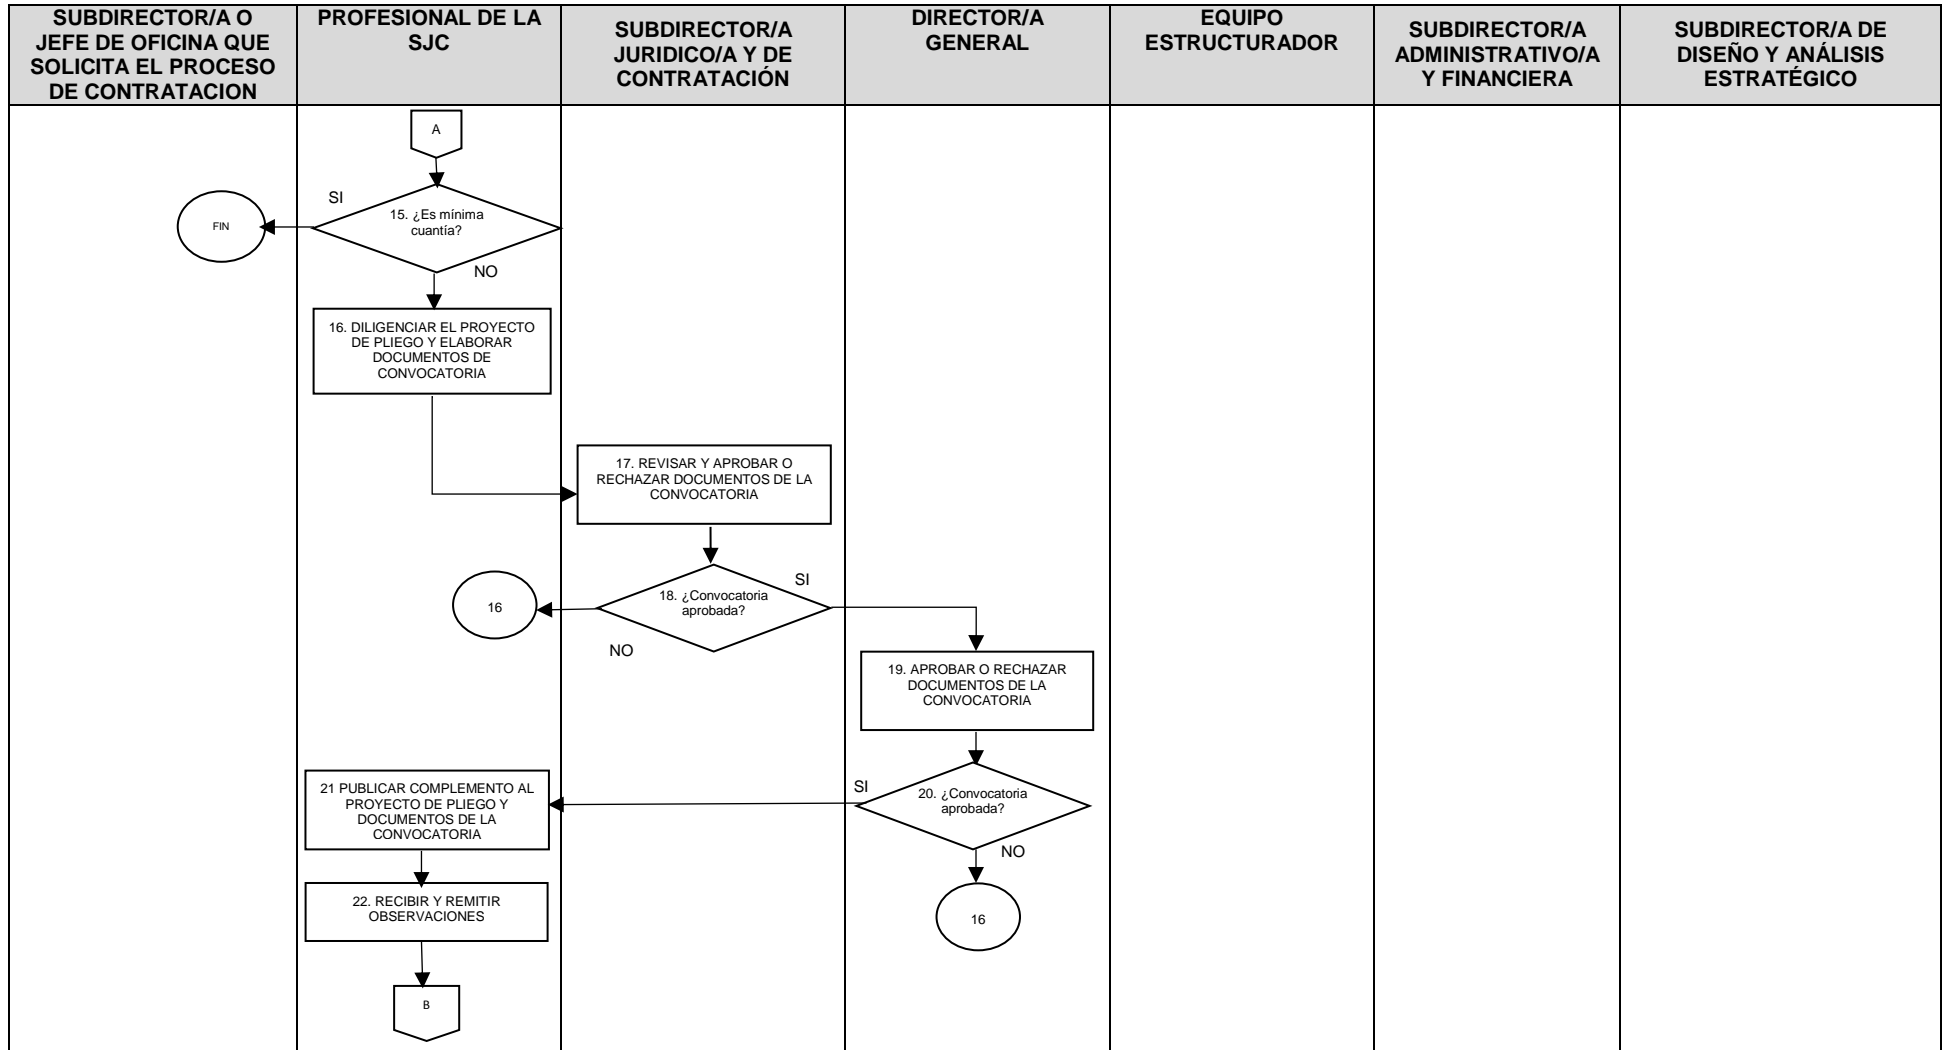 SUBDIRECTOR/A O
JEFE DE OFICINA QUE
SOLICITA EL PROCESO
DE CONTRATACION
PROFESIONAL DE LA
SJC
SUBDIRECTOR/A
JURIDICO/A Y DE
CONTRATACIÓN
DIRECTOR/A
GENERAL
EQUIPO
ESTRUCTURADOR
SUBDIRECTOR/A
ADMINISTRATIVO/A
Y FINANCIERA
SUBDIRECTOR/A DE
DISEÑO Y ANÁLISIS
ESTRATÉGICO
A
SI
15. ¿Es mínima
cuantía?
FIN
NO
16. DILIGENCIAR EL PROYECTO
DE PLIEGO Y ELABORAR
DOCUMENTOS DE
CONVOCATORIA
17. REVISAR Y APROBAR O
RECHAZAR DOCUMENTOS DE LA
CONVOCATORIA
SI
18. ¿Convocatoria
aprobada?
16
NO
19. APROBAR O RECHAZAR
DOCUMENTOS DE LA
CONVOCATORIA
SI
20. ¿Convocatoria
aprobada?
21 PUBLICAR COMPLEMENTO AL
PROYECTO DE PLIEGO Y
DOCUMENTOS DE LA
CONVOCATORIA
NO
22. RECIBIR Y REMITIR
OBSERVACIONES
16
B